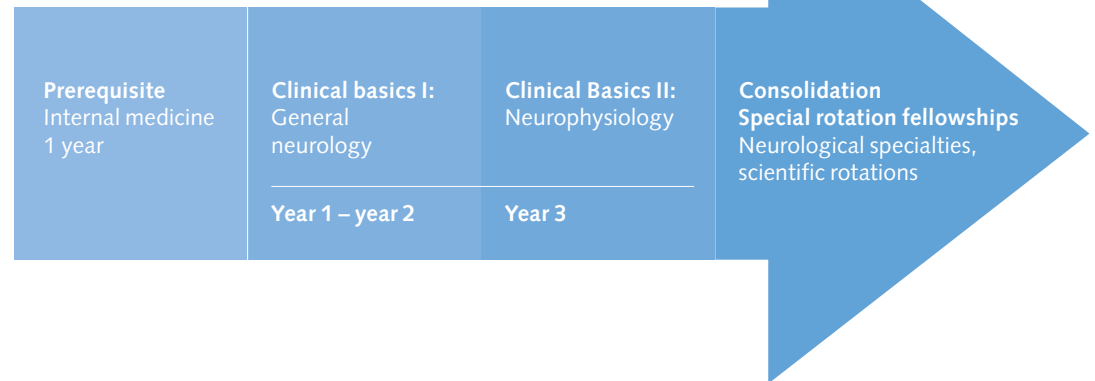 Prerequisite
Internal medicine
1 year
Clinical basics I:
General
neurology
Year 1 – year 2
Clinical Basics II:
Neurophysiology
Year 3
Consolidation
Special rotation fellowships
Neurological specialties,
scientific rotations